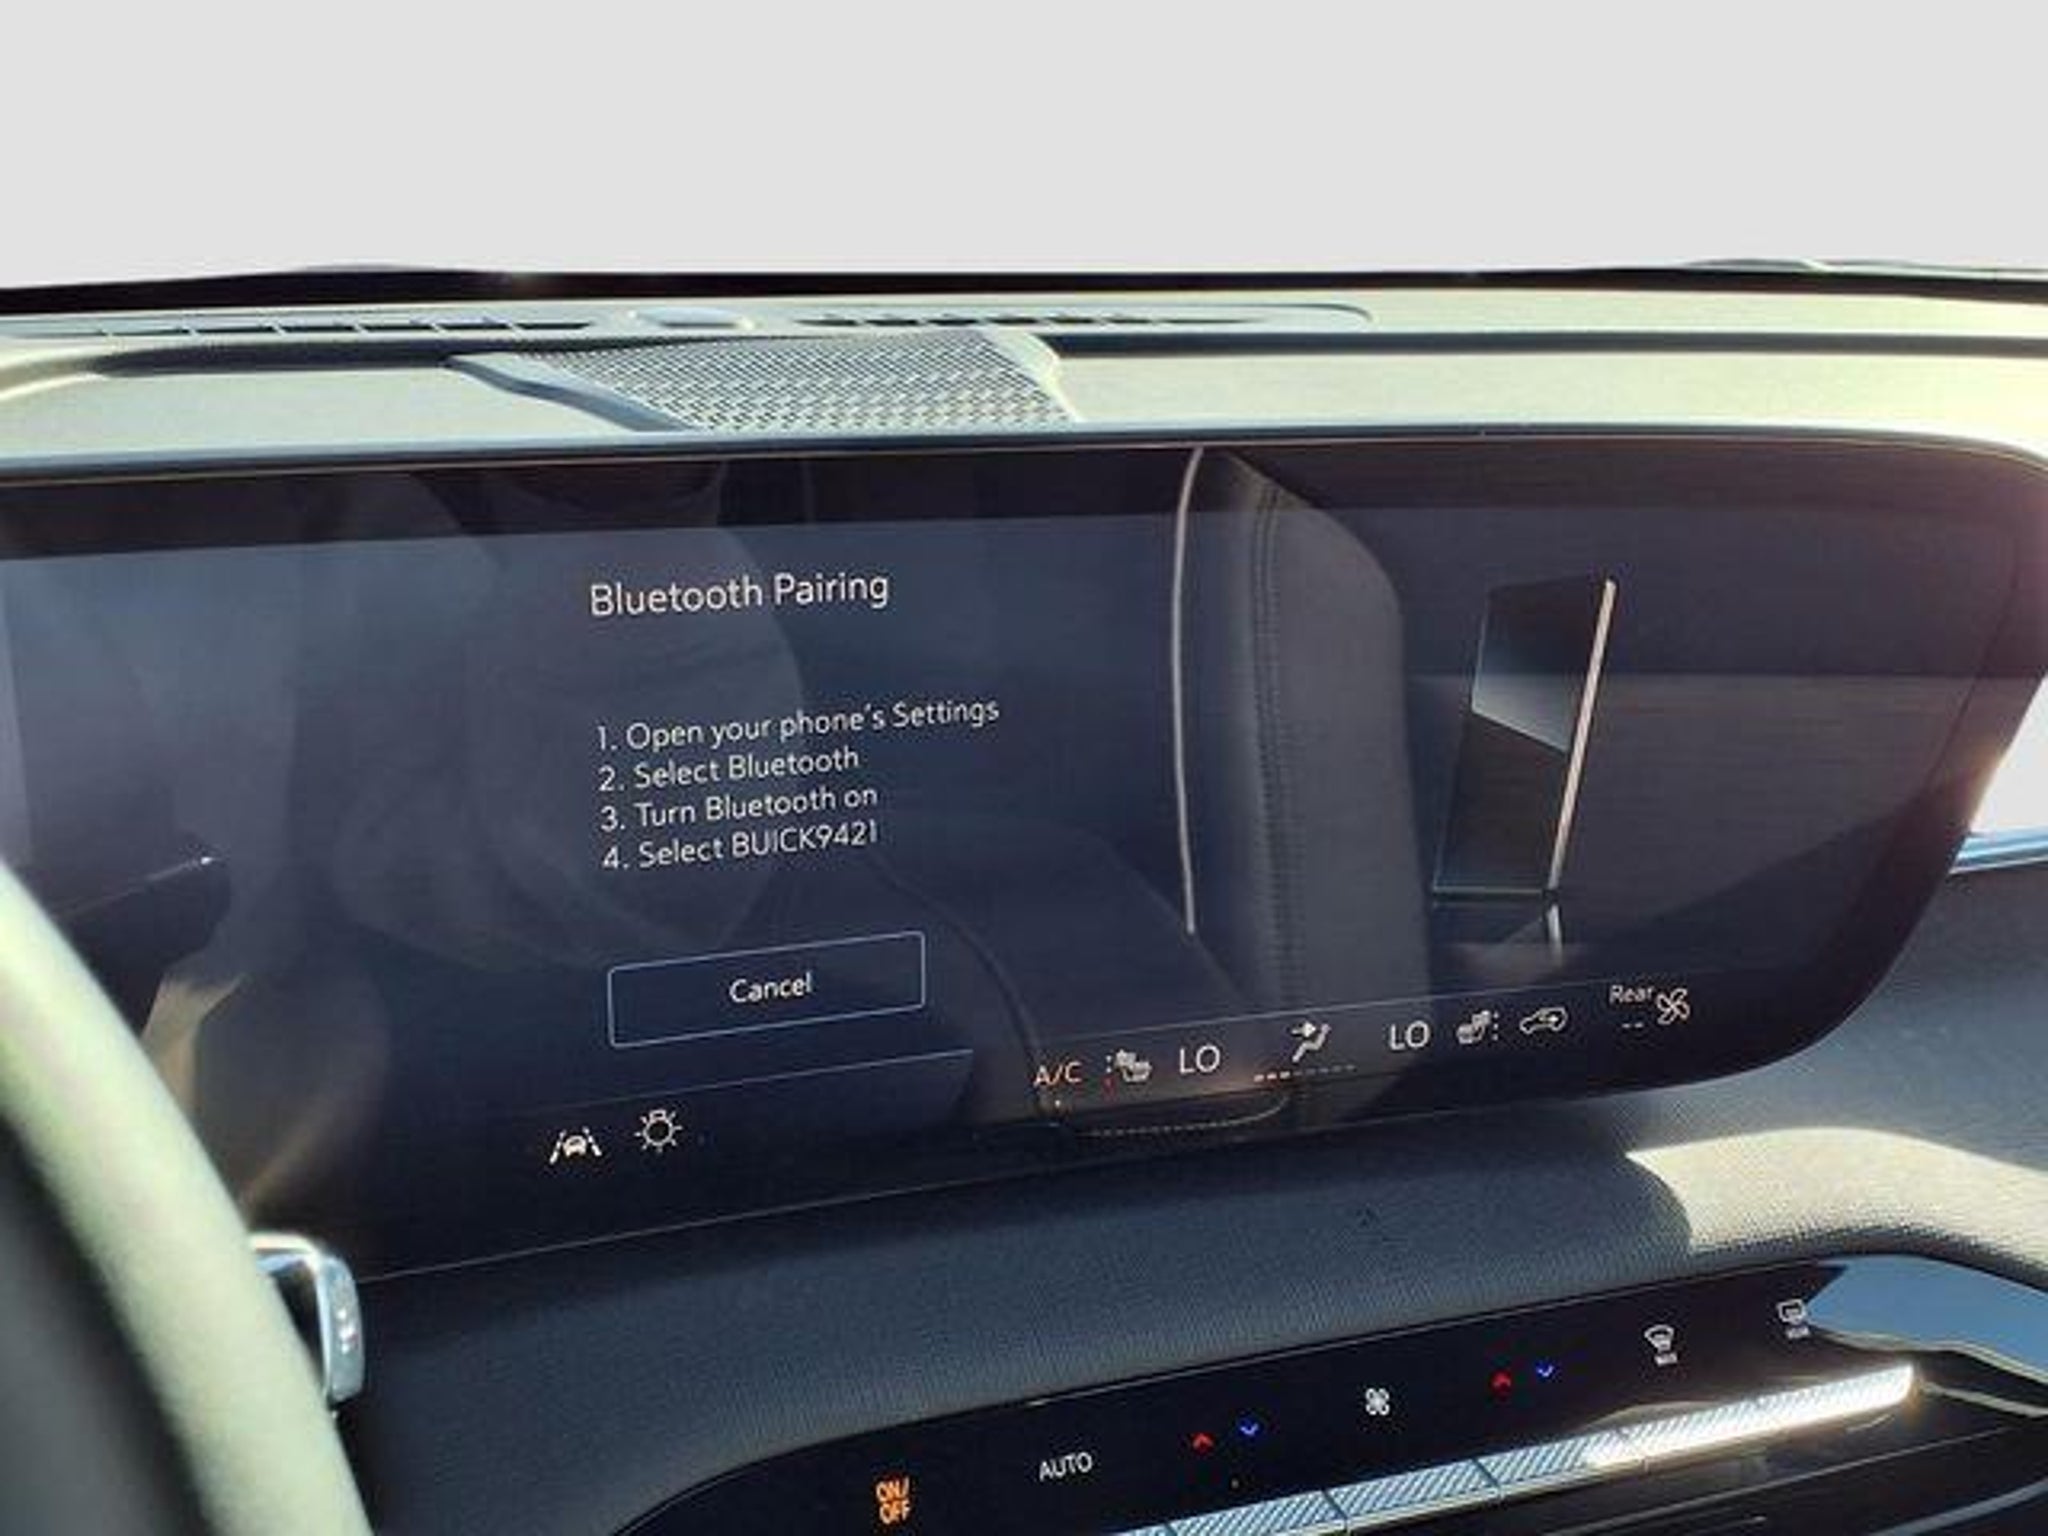 Bluetooth Pairing
1. Open your phone's Settings
2. Select Bluetooth
3. Turn Bluetooth on
4. Select BUICK9421
Cancel
A/C LO LO Rear
--
AUTO
ON/
OFF